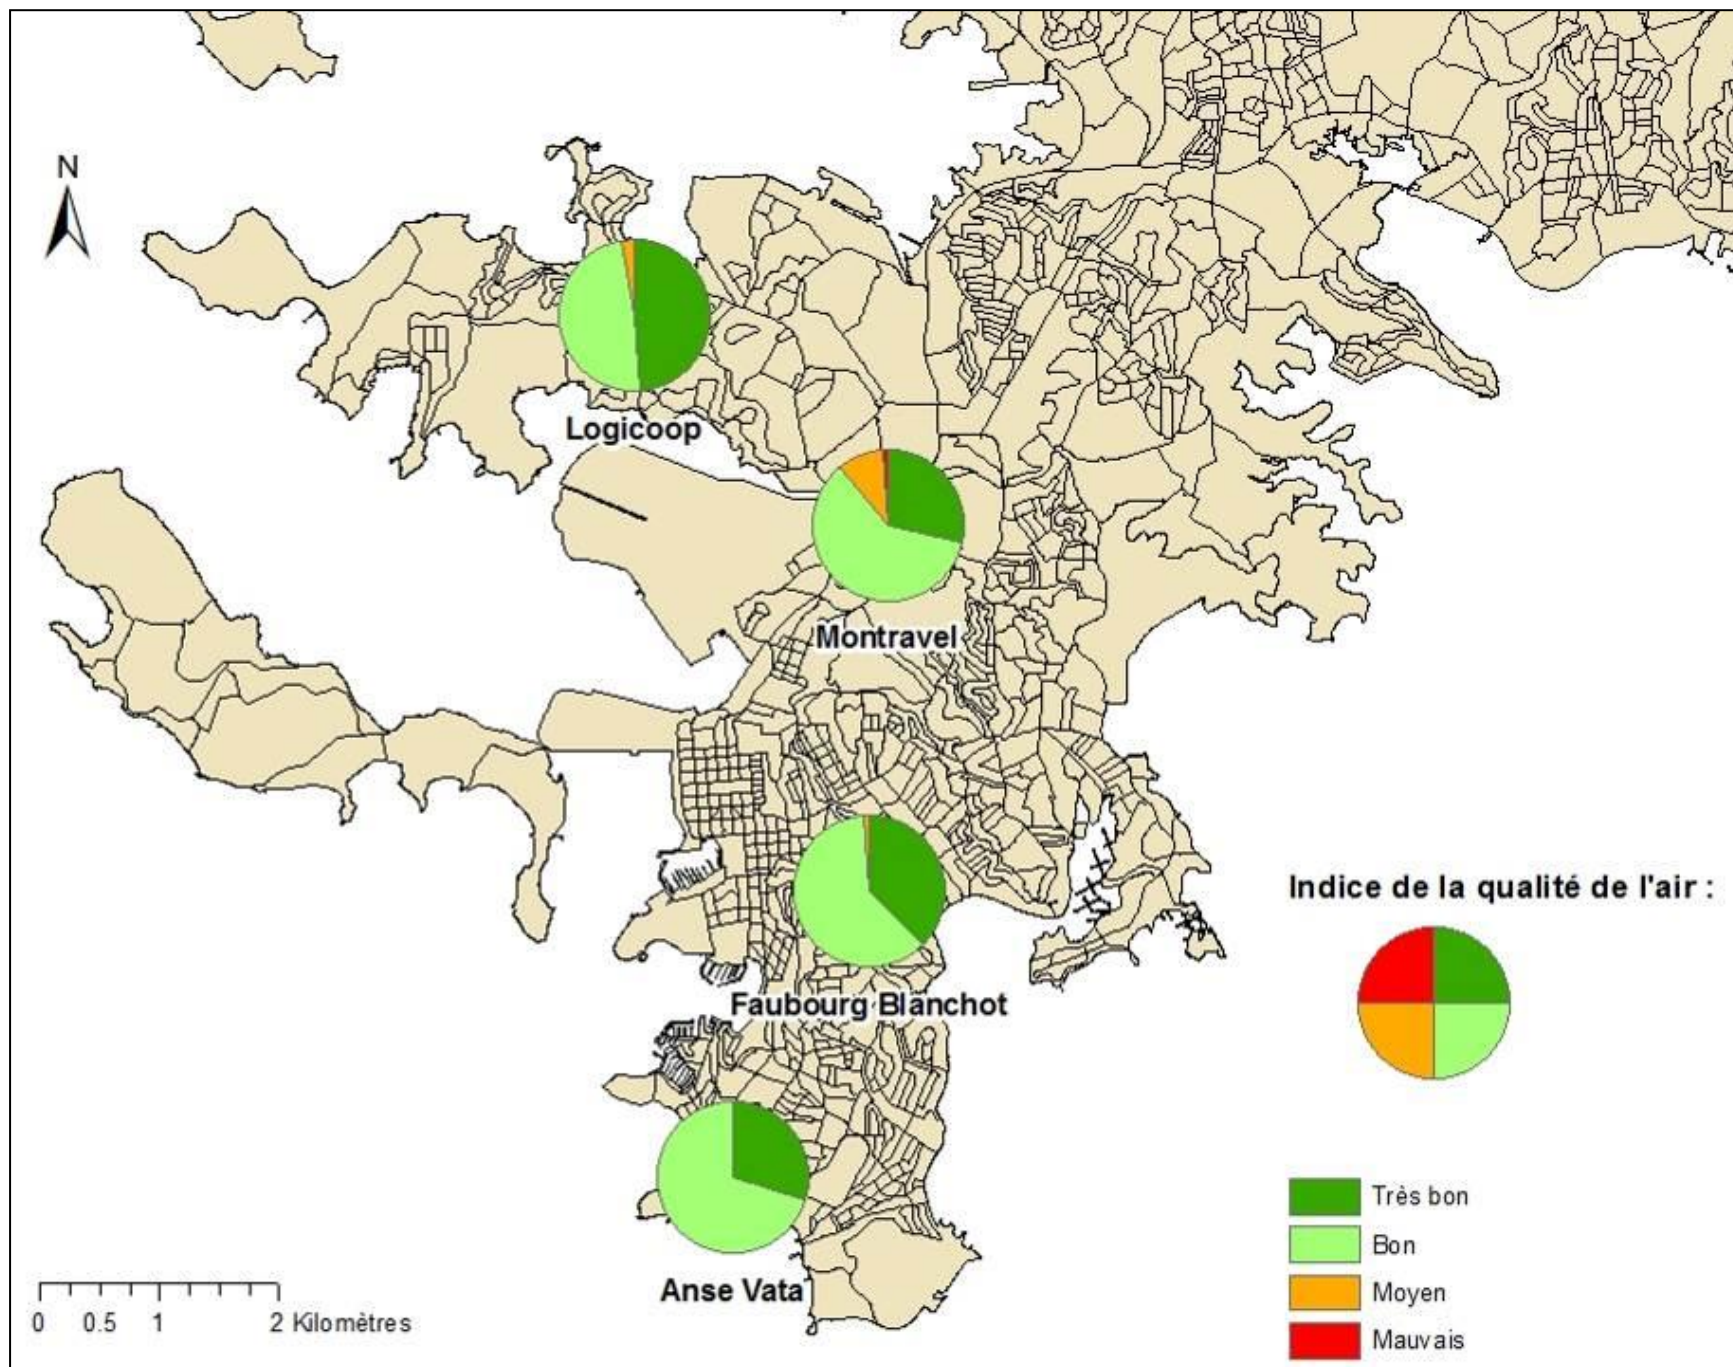 N
Logicoop
Montravel
Faubourg Blanchot
Anse Vata
0 0.5 1 2 Kilomètres
Indice de la qualité de l'air :
Très bon
Bon
Moyen
Mauvais